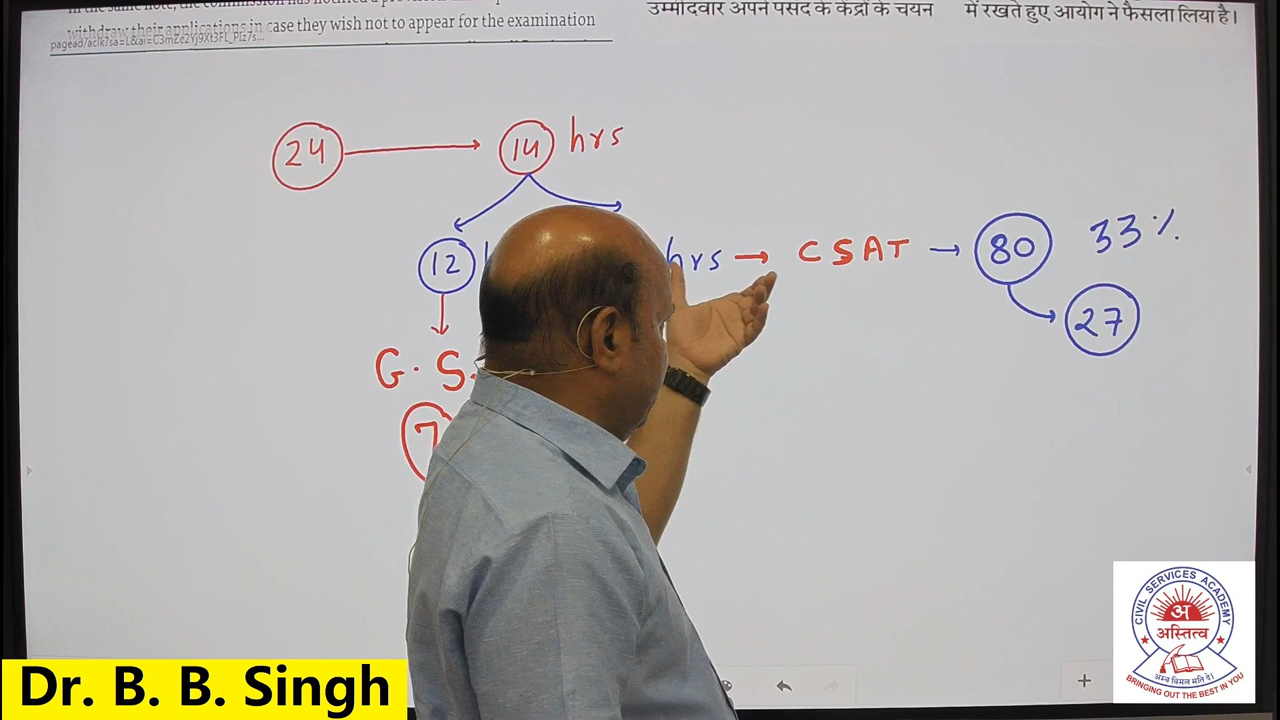 withdraw their applications in case they wish not to appear for the examination
उम्मीदवार अपने पसंद के केंद्रों के चयन
में रखते हुए आयोग ने फैसला लिया है।
24 → 14 hrs
12
hrs → CSAT → 80 33%
27
G. S.
7
Dr. B. B. Singh
CIVIL SERVICES ACADEMY
अ
अस्तित्व
BRINGING OUT THE BEST IN YOU